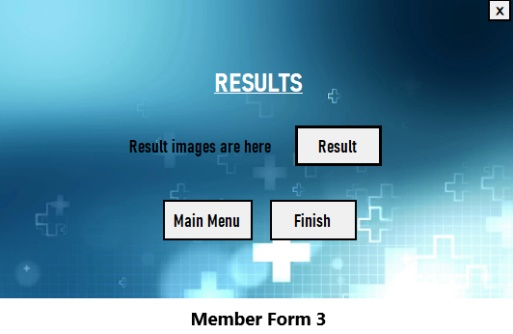 x
RESULTS
Result images are here Result
Main Menu Finish
Member Form 3